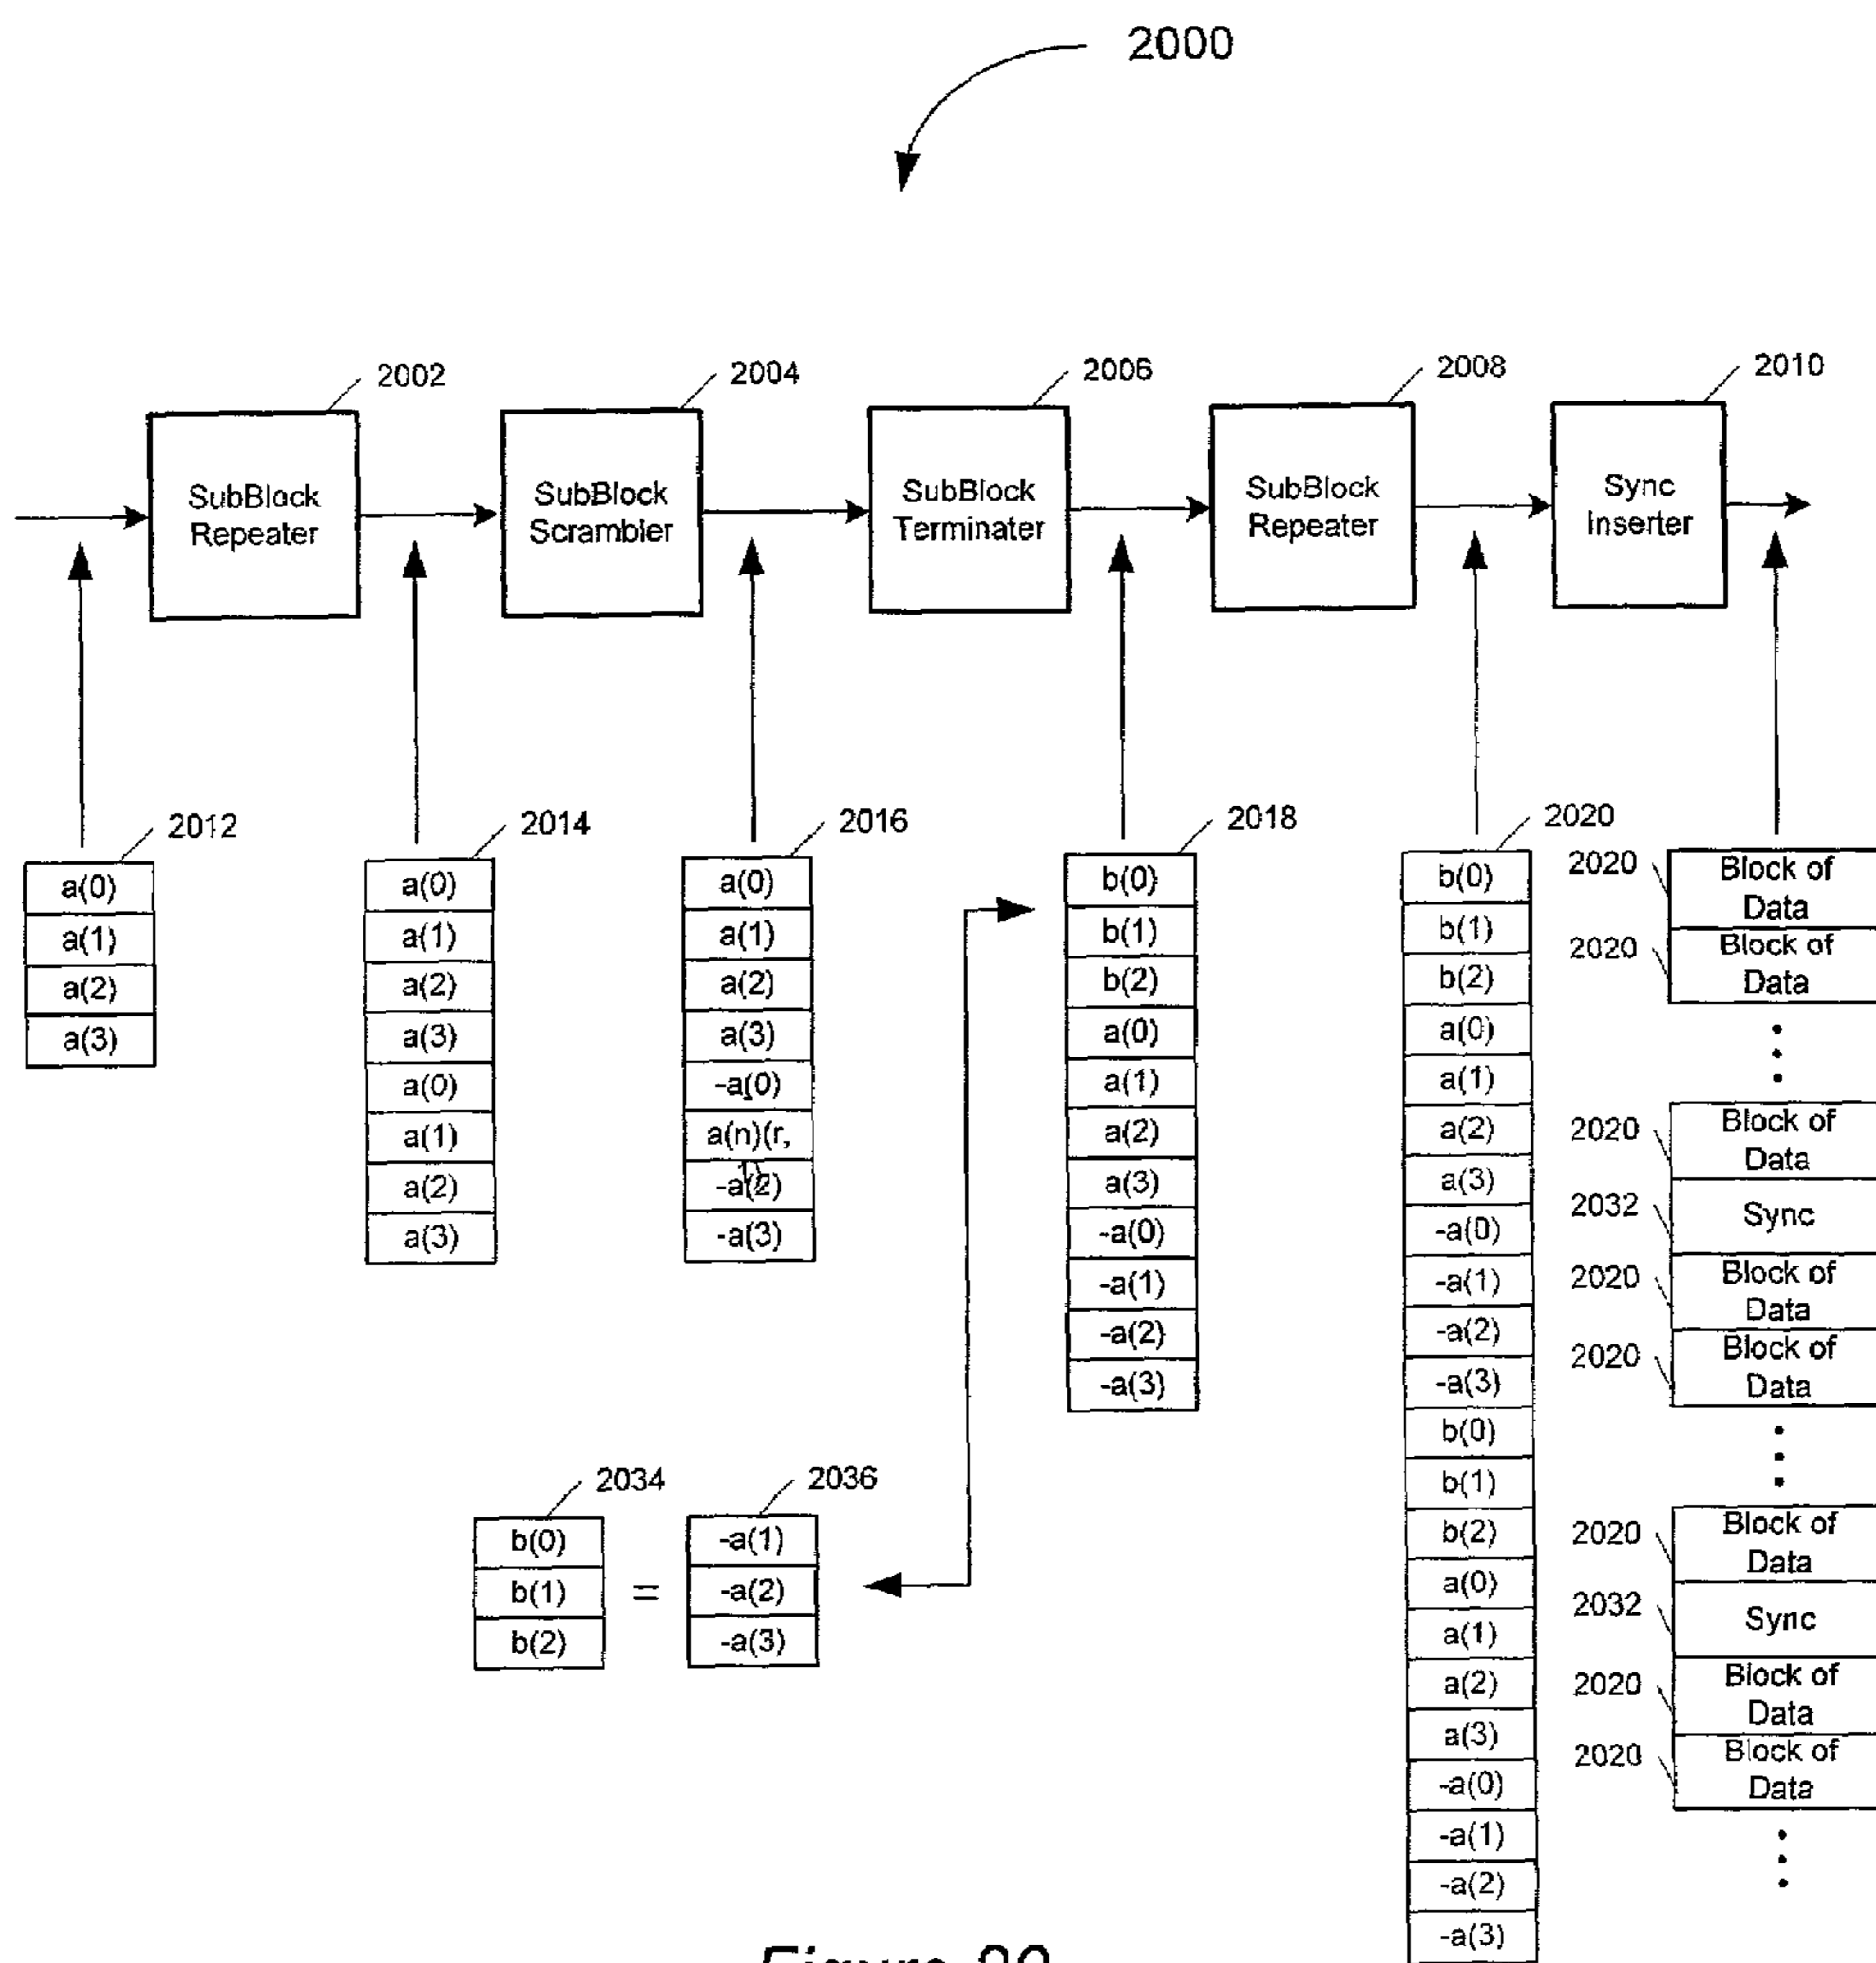 2000
2002
2004
2006
2008
2010
SubBlock
Repeater
SubBlock
Scrambler
SubBlock
Terminater
SubBlock
Repeater
Sync
Inserter
2012
a(0)
a(1)
a(2)
a(3)
2014
a(0)
a(1)
a(2)
a(3)
a(0)
a(1)
a(2)
a(3)
2016
a(0)
a(1)
a(2)
a(3)
-a(0)
a(n)(r,
1)
-a(2)
-a(3)
2018
b(0)
b(1)
b(2)
a(0)
a(1)
a(2)
a(3)
-a(0)
-a(1)
-a(2)
-a(3)
2034
b(0)
b(1)
b(2)
=
2036
-a(1)
-a(2)
-a(3)
2020
b(0)
b(1)
b(2)
a(0)
a(1)
a(2)
a(3)
-a(0)
-a(1)
-a(2)
-a(3)
b(0)
b(1)
b(2)
a(0)
a(1)
a(2)
a(3)
-a(0)
-a(1)
-a(2)
-a(3)
2020
Block of
Data
2020
Block of
Data
2020
Block of
Data
2032
Sync
2020
Block of
Data
2020
Block of
Data
2020
Block of
Data
2032
Sync
2020
Block of
Data
2020
Block of
Data
Figure 20